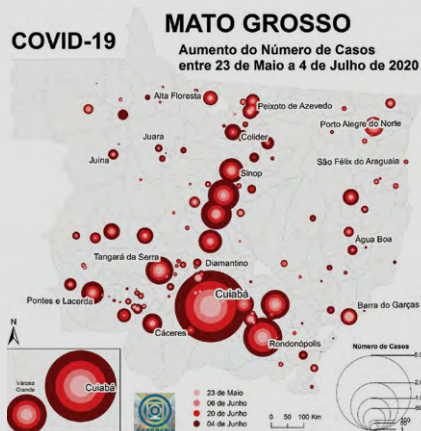 COVID-19
MATO GROSSO
Aumento do Número de Casos
entre 23 de Maio a 4 de Julho de 2020
Alta Floresta
Peixoto de Azevedo
Porto Alegre do Norte
Juara
Colíder
Juína
São Félix do Araguaia
Sinop
Água Boa
Tangará da Serra
Diamantino
Cuiabá
Pontes e Lacerda
Barra do Garças
Cáceres
Rondonópolis
N
Várzea
Grande
Cuiabá
23 de Maio
06 de Junho
20 de Junho
04 de Junho
0 50 100 Km
Número de Casos